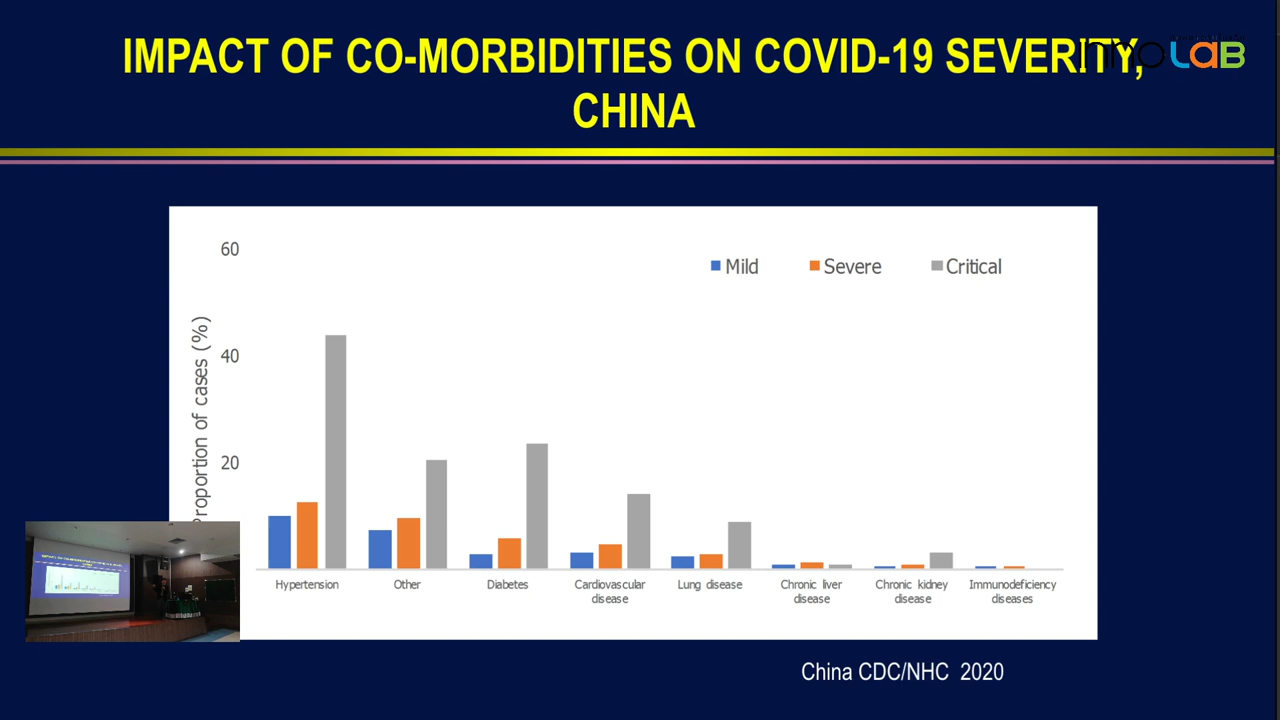 IMPACT OF CO-MORBIDITIES ON COVID-19 SEVERITY,
CHINA
LAB
60
Mild
Severe
Critical
40
20
Proportion of cases (%)
Hypertension
Other
Diabetes
Cardiovascular
disease
Lung disease
Chronic liver
disease
Chronic kidney
disease
Immunodeficiency
diseases
China CDC/NHC 2020